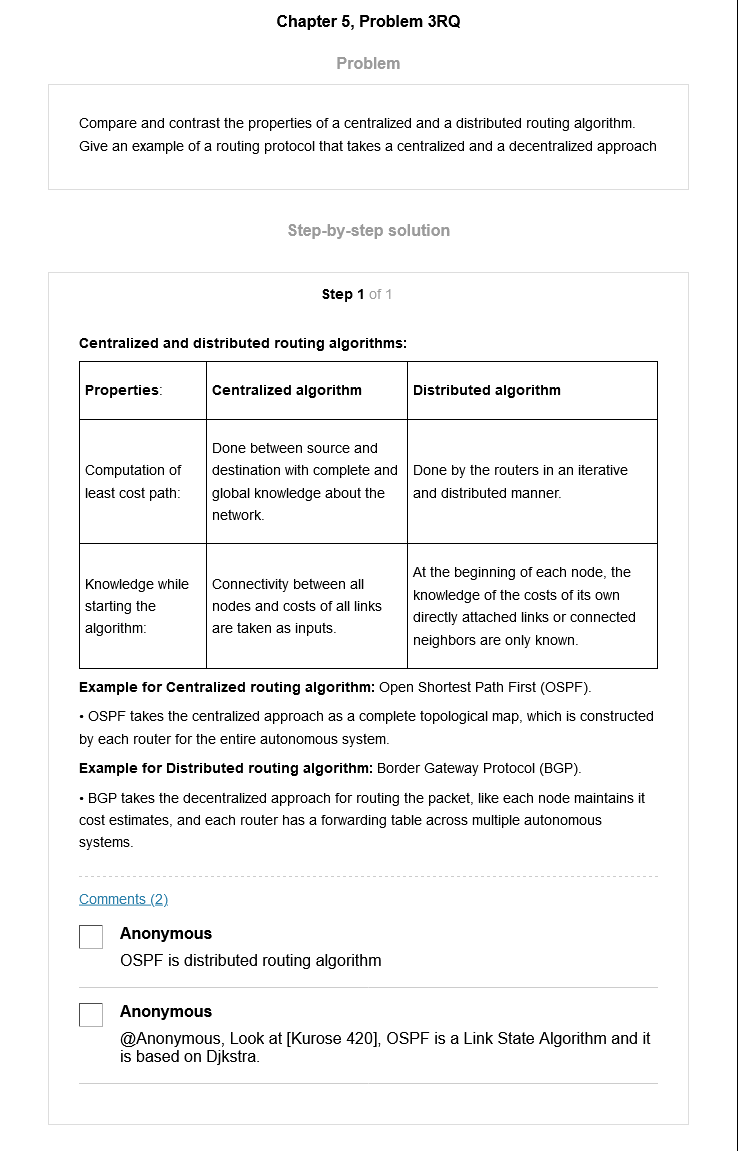 Chapter 5, Problem 3RQ
Problem
Compare and contrast the properties of a centralized and a distributed routing algorithm.
Give an example of a routing protocol that takes a centralized and a decentralized approach
Step-by-step solution
Step 1 of 1
Centralized and distributed routing algorithms:
Properties:
Centralized algorithm
Distributed algorithm
Computation of
least cost path:
Done between source and
destination with complete and
global knowledge about the
network.
Done by the routers in an iterative
and distributed manner.
Knowledge while
starting the
algorithm:
Connectivity between all
nodes and costs of all links
are taken as inputs.
At the beginning of each node, the
knowledge of the costs of its own
directly attached links or connected
neighbors are only known.
Example for Centralized routing algorithm: Open Shortest Path First (OSPF).
• OSPF takes the centralized approach as a complete topological map, which is constructed
by each router for the entire autonomous system.
Example for Distributed routing algorithm: Border Gateway Protocol (BGP).
• BGP takes the decentralized approach for routing the packet, like each node maintains it
cost estimates, and each router has a forwarding table across multiple autonomous
systems.
Comments (2)
Anonymous
OSPF is distributed routing algorithm
Anonymous
@Anonymous, Look at [Kurose 420], OSPF is a Link State Algorithm and it
is based on Djkstra.